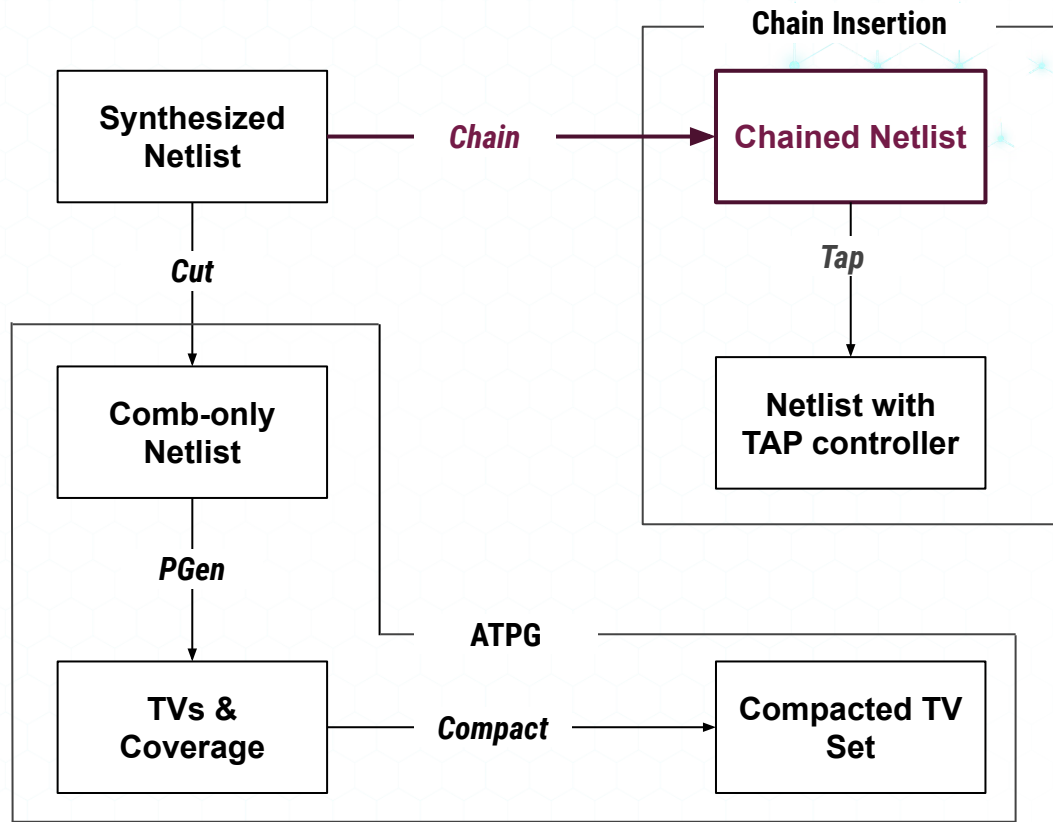 Chain Insertion
Synthesized
Netlist
Chain
Chained Netlist
Cut
Tap
Comb-only
Netlist
Netlist with
TAP controller
PGen
ATPG
TVs &
Coverage
Compact
Compacted TV
Set